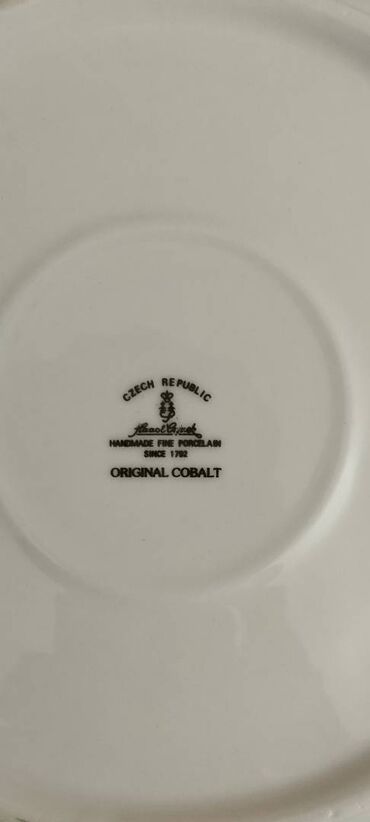 CZECH REPUBLIC
HANDMADE FINE PORCELAIN
SINCE 1792
ORIGINAL COBALT